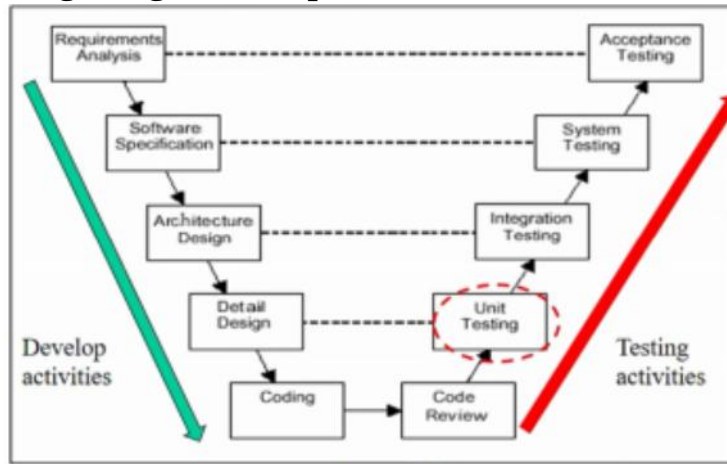 Requirements
Analysis
Acceptance
Testing
Software
Specification
System
Testing
Architecture
Design
Integration
Testing
Detail
Design
Unit
Testing
Develop
activities
Testing
activities
Coding
Code
Review